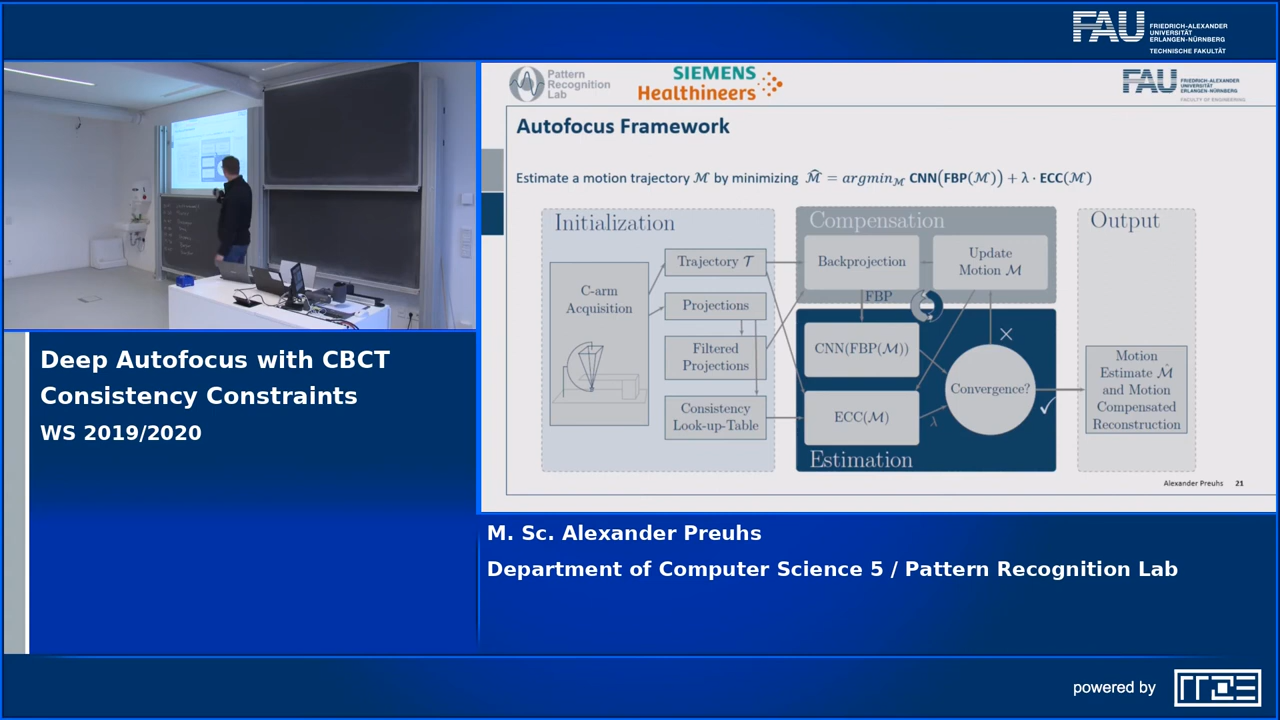 FAU
FRIEDRICH-ALEXANDER
UNIVERSITÄT
ERLANGEN-NÜRNBERG
TECHNISCHE FAKULTÄT
Pattern
Recognition
Lab
SIEMENS
Healthineers
FAU
FRIEDRICH-ALEXANDER
UNIVERSITÄT
ERLANGEN-NÜRNBERG
FACULTY OF ENGINEERING
Autofocus Framework
Estimate a motion trajectory ℳ by minimizing ℳ̂ = argmin_ℳ CNN(FBP(ℳ)) + λ · ECC(ℳ)
Initialization
C-arm
Acquisition
Trajectory 𝒯
Projections
Filtered
Projections
Consistency
Look-up-Table
Compensation
Backprojection
Update
Motion ℳ
FBP
CNN(FBP(ℳ))
ECC(ℳ)
λ
Convergence?
Estimation
Output
Motion
Estimate ℳ̂
and Motion
Compensated
Reconstruction
Alexander Preuhs 21
Deep Autofocus with CBCT
Consistency Constraints
WS 2019/2020
M. Sc. Alexander Preuhs
Department of Computer Science 5 / Pattern Recognition Lab
powered by